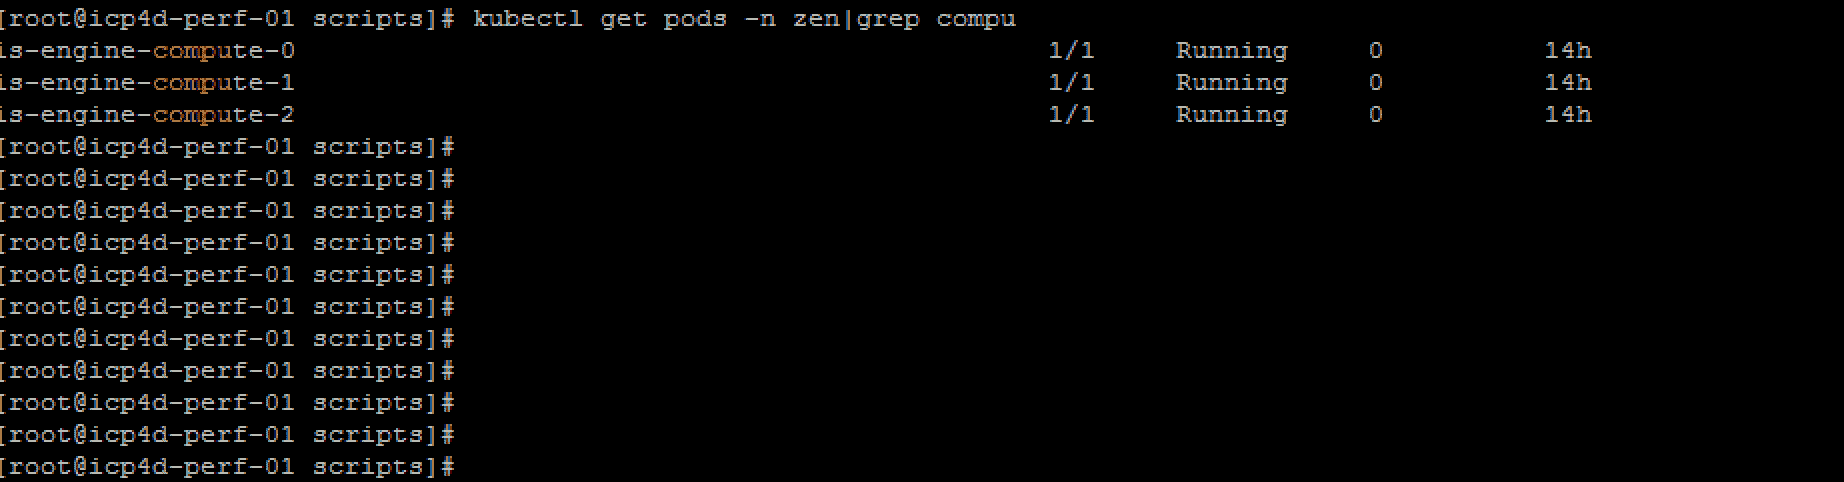 [root@icp4d-perf-01 scripts]# kubectl get pods -n zen|grep compu
is-engine-compute-0 1/1 Running 0 14h
is-engine-compute-1 1/1 Running 0 14h
is-engine-compute-2 1/1 Running 0 14h
[root@icp4d-perf-01 scripts]#
[root@icp4d-perf-01 scripts]#
[root@icp4d-perf-01 scripts]#
[root@icp4d-perf-01 scripts]#
[root@icp4d-perf-01 scripts]#
[root@icp4d-perf-01 scripts]#
[root@icp4d-perf-01 scripts]#
[root@icp4d-perf-01 scripts]#
[root@icp4d-perf-01 scripts]#
[root@icp4d-perf-01 scripts]#
[root@icp4d-perf-01 scripts]#